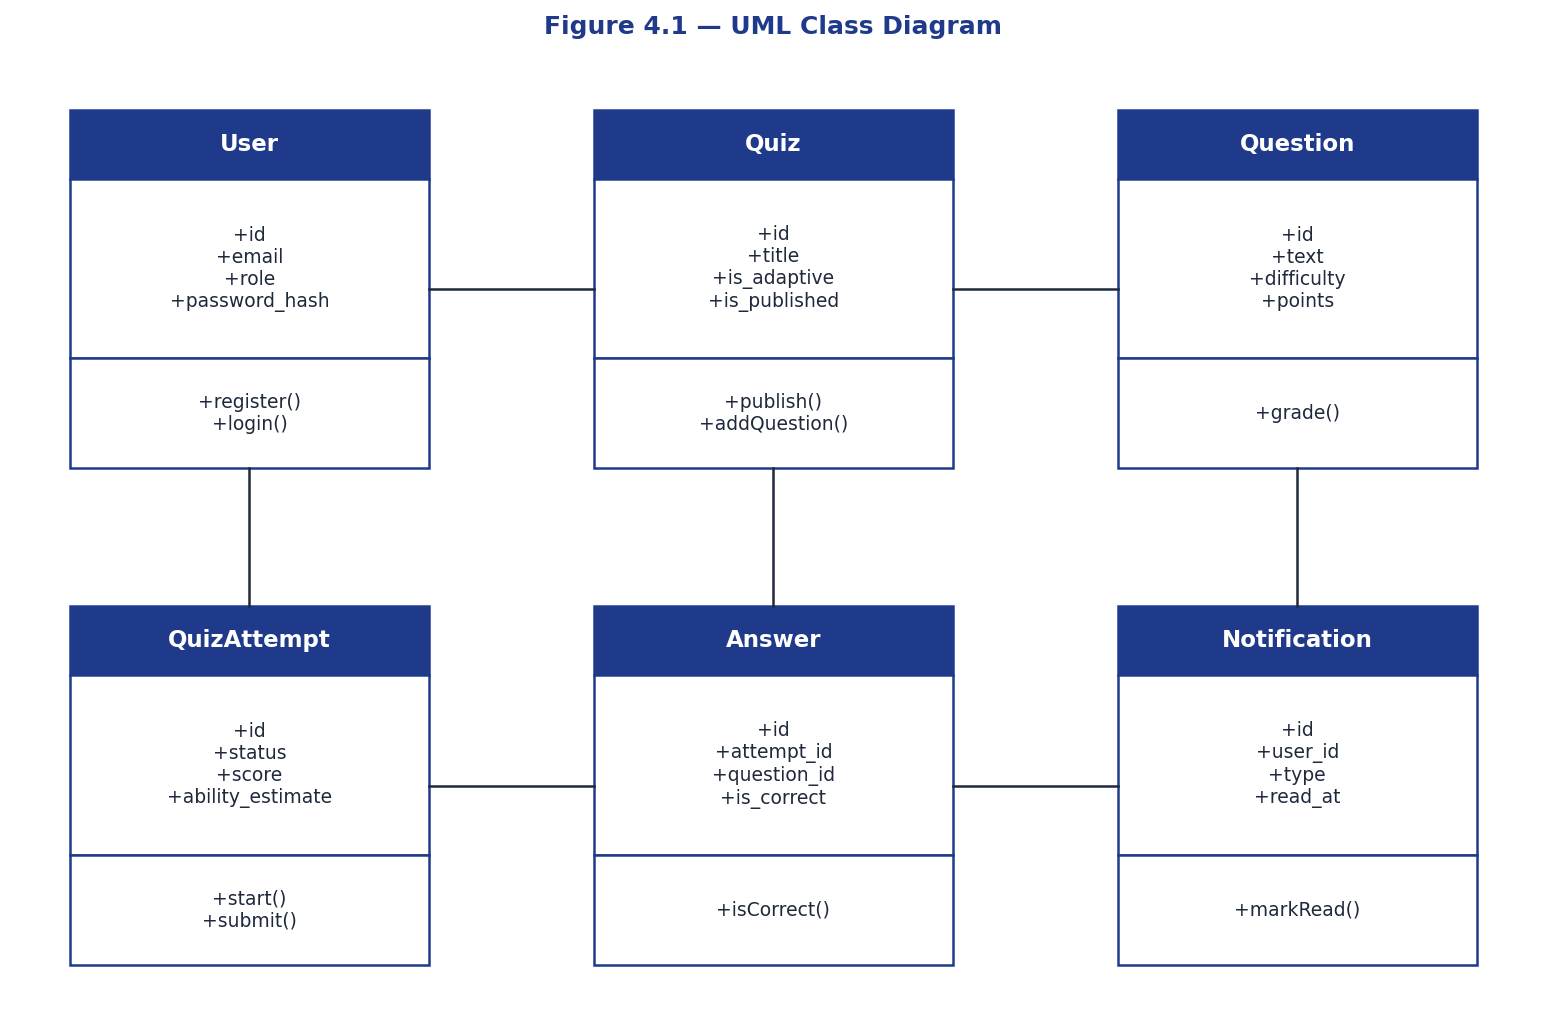 Figure 4.1 — UML Class Diagram
User
+id
+email
+role
+password_hash
+register()
+login()
Quiz
+id
+title
+is_adaptive
+is_published
+publish()
+addQuestion()
Question
+id
+text
+difficulty
+points
+grade()
QuizAttempt
+id
+status
+score
+ability_estimate
+start()
+submit()
Answer
+id
+attempt_id
+question_id
+is_correct
+isCorrect()
Notification
+id
+user_id
+type
+read_at
+markRead()